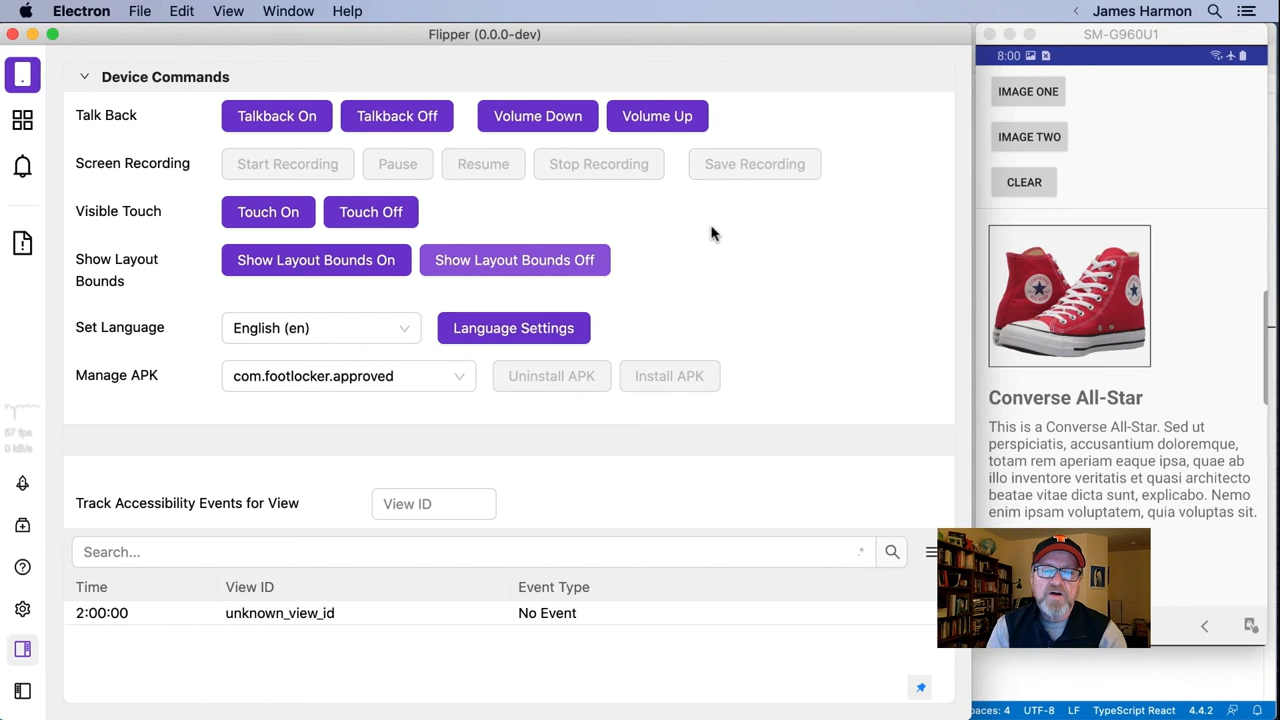 Electron File Edit View Window Help
James Harmon
Flipper (0.0.0-dev)
SM-G960U1
8:00
Device Commands
Talk Back Talkback On Talkback Off Volume Down Volume Up
Screen Recording Start Recording Pause Resume Stop Recording Save Recording
Visible Touch Touch On Touch Off
Show Layout Bounds Show Layout Bounds On Show Layout Bounds Off
Set Language English (en) Language Settings
Manage APK com.footlocker.approved Uninstall APK Install APK
Track Accessibility Events for View View ID
Search... .*
Time View ID Event Type
2:00:00 unknown_view_id No Event
57 fps
0 kB/s
IMAGE ONE
IMAGE TWO
CLEAR
Converse All-Star
This is a Converse All-Star. Sed ut
perspiciatis, accusantium doloremque,
totam rem aperiam eaque ipsa, quae ab
illo inventore veritatis et quasi architecto
beatae vitae dicta sunt, explicabo. Nemo
enim ipsam voluptatem, quia voluptas sit.
paces: 4 UTF-8 LF TypeScript React 4.4.2